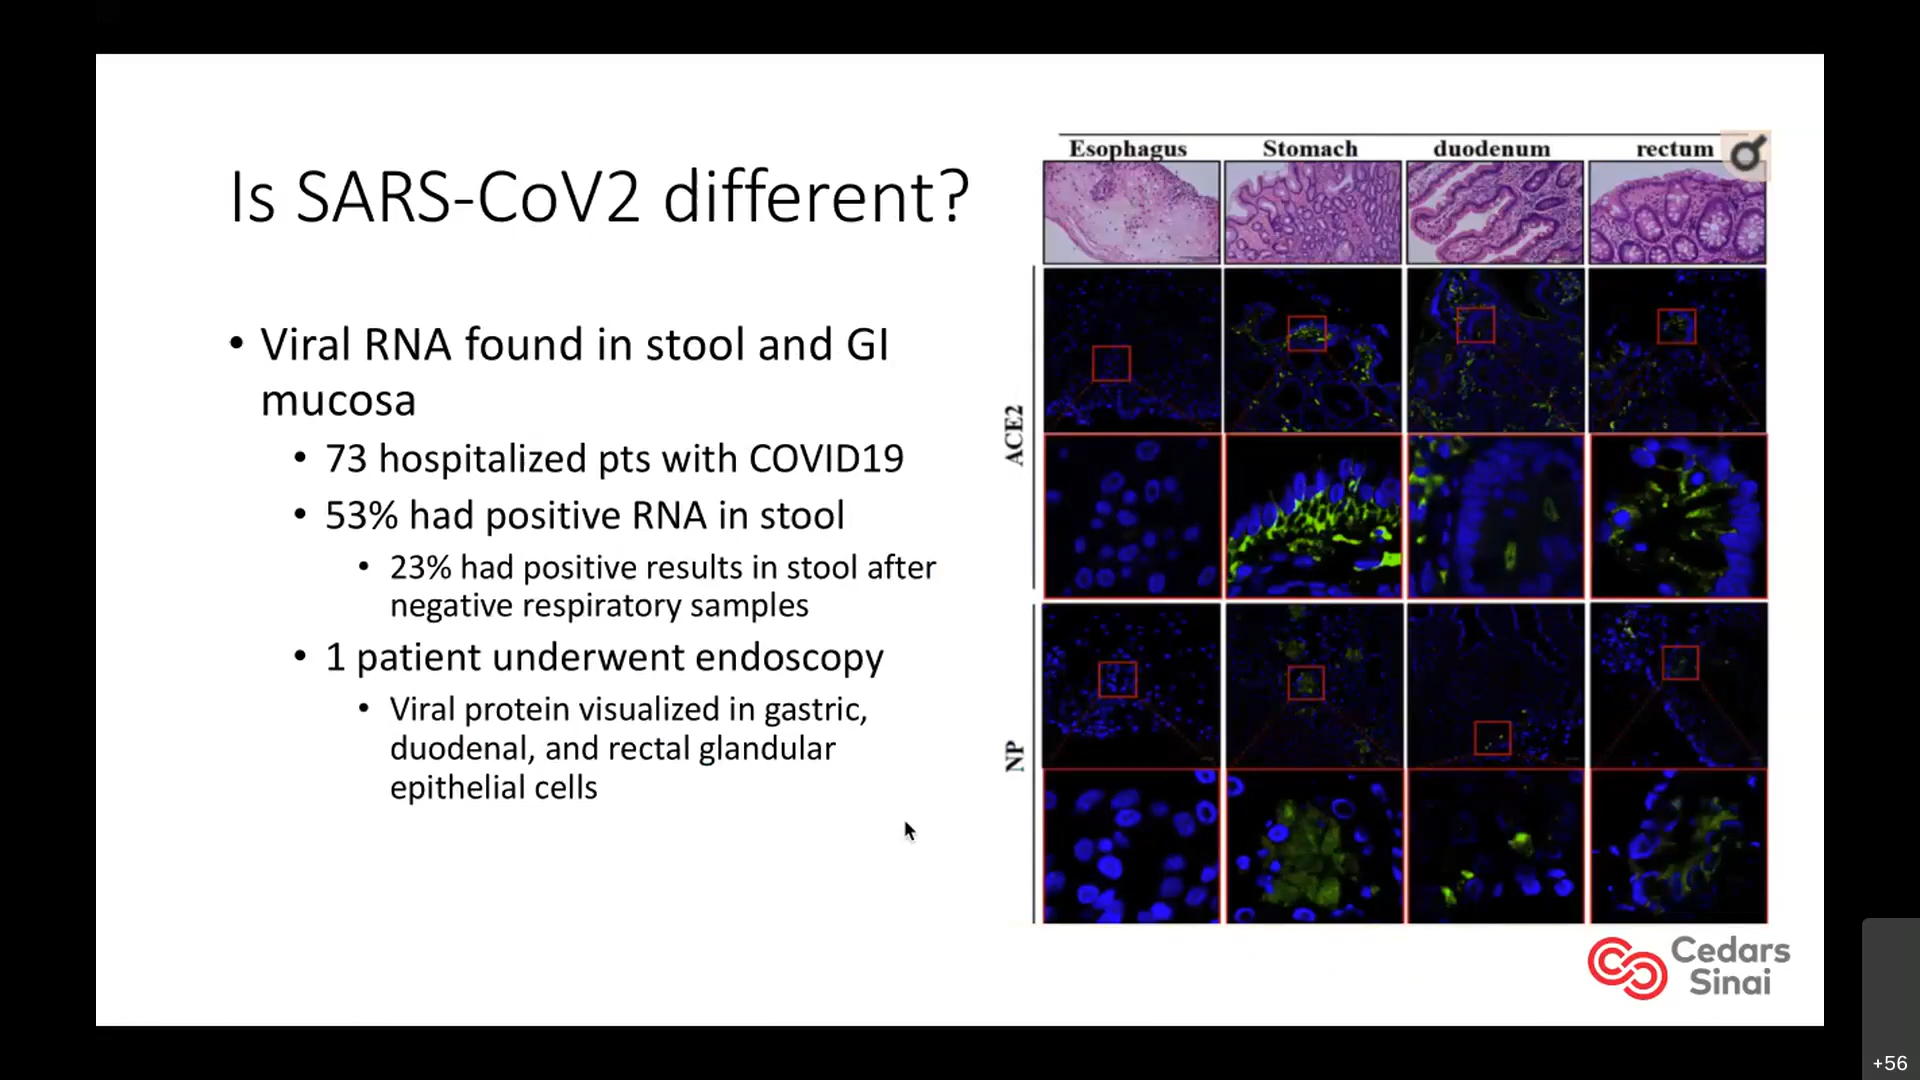 Is SARS-CoV2 different?
• Viral RNA found in stool and GI
mucosa
• 73 hospitalized pts with COVID19
• 53% had positive RNA in stool
• 23% had positive results in stool after
negative respiratory samples
• 1 patient underwent endoscopy
• Viral protein visualized in gastric,
duodenal, and rectal glandular
epithelial cells
Esophagus Stomach duodenum rectum
ACE2
NP
Cedars
Sinai
+56